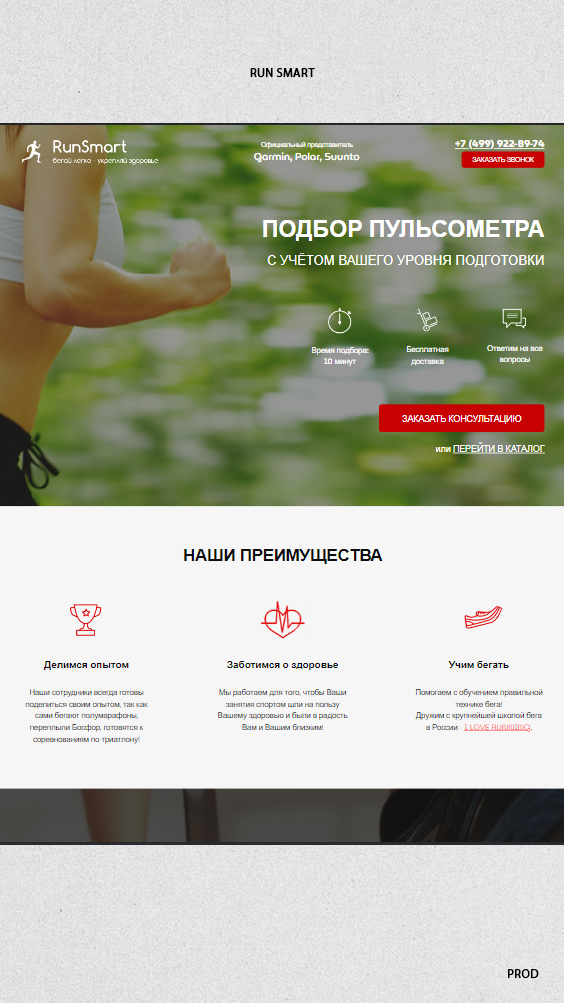 RUN SMART
RunSmart
бегай легко - укрепляй здоровье
Официальный представитель
Garmin, Polar, Suunto
+7 (499) 922-89-74
ЗАКАЗАТЬ ЗВОНОК
ПОДБОР ПУЛЬСОМЕТРА
С УЧЁТОМ ВАШЕГО УРОВНЯ ПОДГОТОВКИ
Время подбора:
10 минут
Бесплатная
доставка
Ответим на все
вопросы
ЗАКАЗАТЬ КОНСУЛЬТАЦИЮ
или ПЕРЕЙТИ В КАТАЛОГ
НАШИ ПРЕИМУЩЕСТВА
Делимся опытом
Наши сотрудники всегда готовы
поделиться своим опытом, так как
сами бегают полумарафоны,
переплыли Босфор, готовятся к
соревнованиям по триатлону!
Заботимся о здоровье
Мы работаем для того, чтобы Ваши
занятия спортом шли на пользу
Вашему здоровью и были в радость
Вам и Вашим близким!
Учим бегать
Помогаем с обучением правильной
технике бега!
Дружим с крупнейшей школой бега
в России - I LOVE RUNNING.
PROD